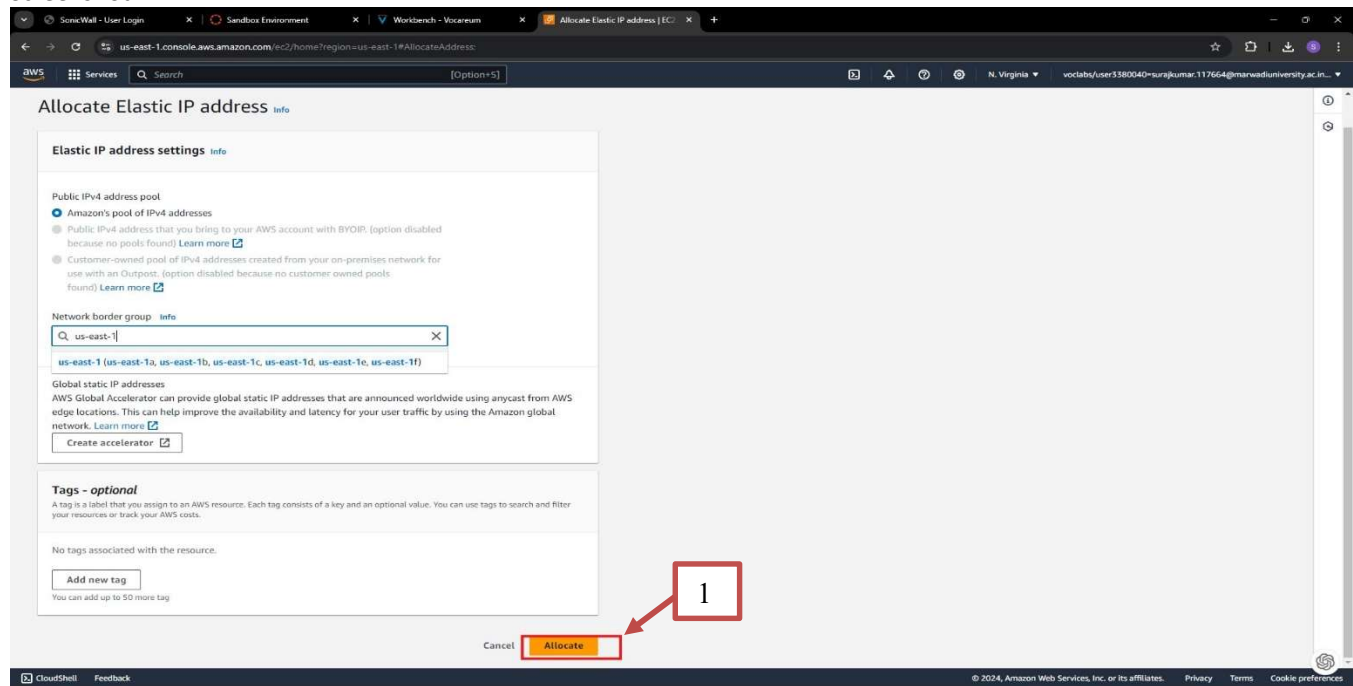 SonicWall - User Login
Sandbox Environment
Workbench - Vocareum
Allocate Elastic IP address | EC2
us-east-1.console.aws.amazon.com/ec2/home?region=us-east-1#AllocateAddress:
aws
Services
Search
[Option+S]
N. Virginia
voclabs/user3380040=surajkumar.117664@marwadiuniversity.ac.in...
Allocate Elastic IP address Info
Elastic IP address settings Info
Public IPv4 address pool
Amazon's pool of IPv4 addresses
Public IPv4 address that you bring to your AWS account with BYOIP. (option disabled
because no pools found) Learn more
Customer-owned pool of IPv4 addresses created from your on-premises network for
use with an Outpost. (option disabled because no customer owned pools
found) Learn more
Network border group Info
us-east-1
us-east-1 (us-east-1a, us-east-1b, us-east-1c, us-east-1d, us-east-1e, us-east-1f)
Global static IP addresses
AWS Global Accelerator can provide global static IP addresses that are announced worldwide using anycast from AWS
edge locations. This can help improve the availability and latency for your user traffic by using the Amazon global
network. Learn more
Create accelerator
Tags - optional
A tag is a label that you assign to an AWS resource. Each tag consists of a key and an optional value. You can use tags to search and filter
your resources or track your AWS costs.
No tags associated with the resource.
Add new tag
You can add up to 50 more tag
1
Cancel
Allocate
CloudShell
Feedback
© 2024, Amazon Web Services, Inc. or its affiliates.
Privacy
Terms
Cookie preferences